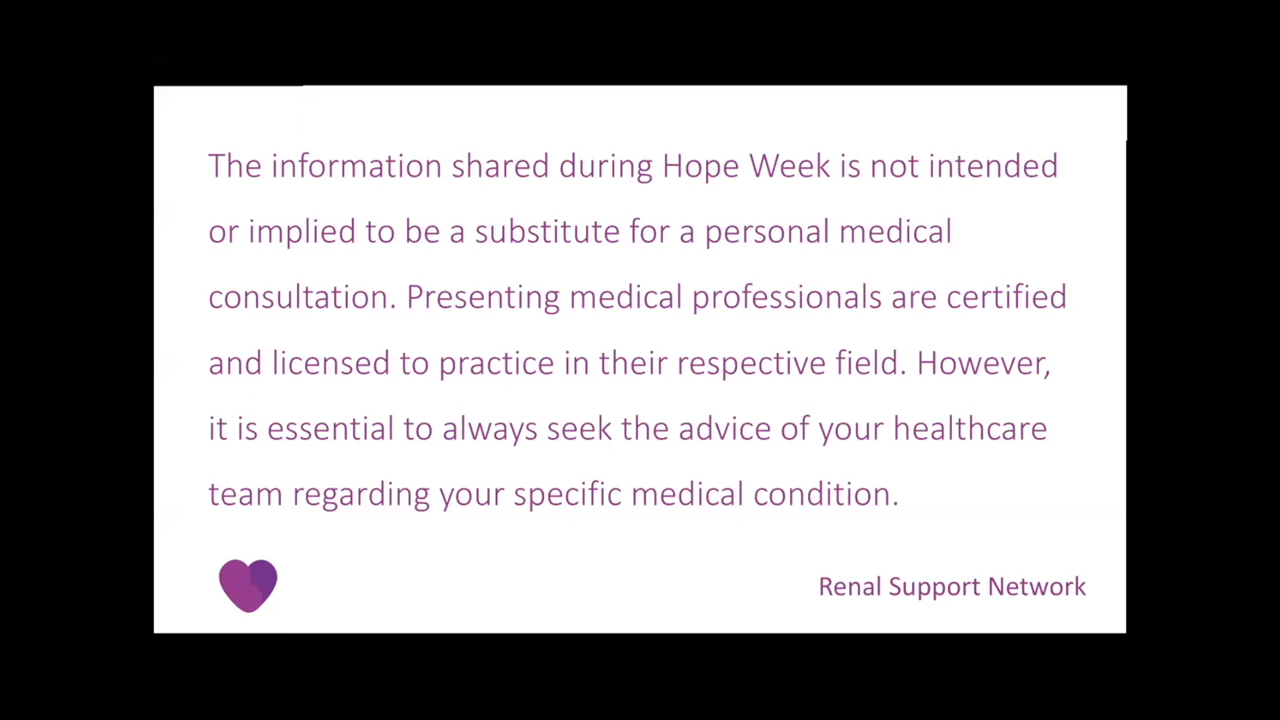 The information shared during Hope Week is not intended
or implied to be a substitute for a personal medical
consultation. Presenting medical professionals are certified
and licensed to practice in their respective field. However,
it is essential to always seek the advice of your healthcare
team regarding your specific medical condition.
Renal Support Network